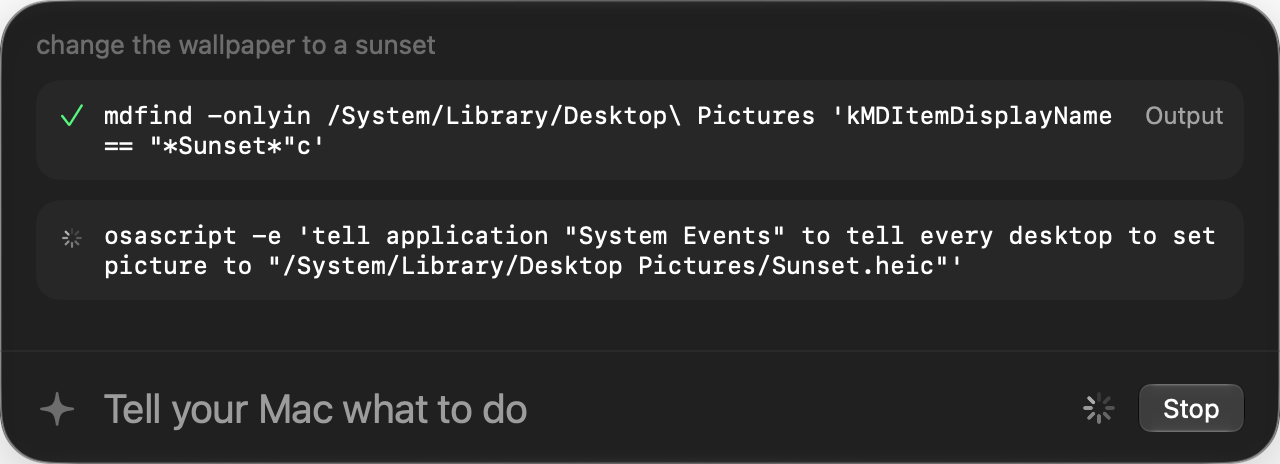 change the wallpaper to a sunset
mdfind -onlyin /System/Library/Desktop\ Pictures 'kMDItemDisplayName
Output
== "*Sunset*"c'
osascript -e 'tell application "System Events" to tell every desktop to set
picture to "/System/Library/Desktop Pictures/Sunset.heic"'
Tell your Mac what to do
Stop